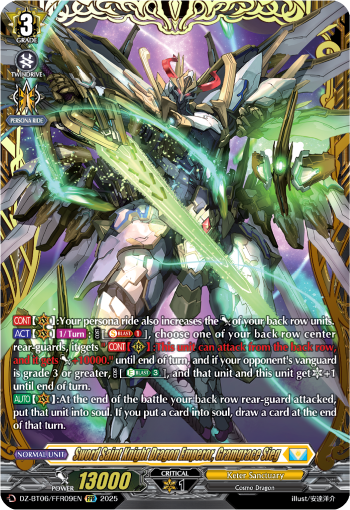 3
GRADE
TWINDRIVE
PERSONA RIDE
CONT:Your persona ride also increases the of your back row units.
ACT 1/Turn BLAST 1, choose one of your back row center
rear-guards, it gets "CONT :This unit can attack from the back row,
and it gets +10000." until end of turn, and if your opponent's vanguard
is grade 3 or greater, BLAST 3, and that unit and this unit get +1
until end of turn.
AUTO:At the end of the battle your back row rear-guard attacked,
put that unit into soul. If you put a card into soul, draw a card at the end
of that turn.
NORMAL UNIT
Sword Saint Knight Dragon Emperor, Gramgrace Sieg
POWER 13000
CRITICAL
1
Keter Sanctuary
Cosmo Dragon
DZ-BT06/FFR09EN FFR 2025
illust/安達洋介